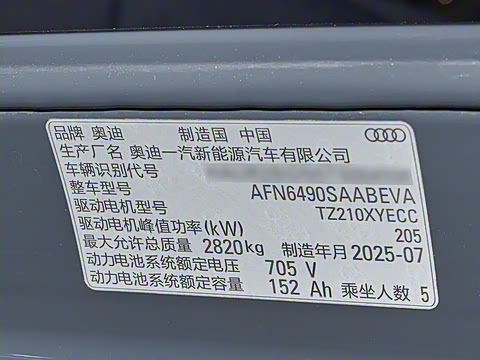 品牌 奥迪 制造国 中国
生产厂名 奥迪一汽新能源汽车有限公司
车辆识别代号
整车型号 AFN6490SAABEVA
驱动电机型号 TZ210XYECC
驱动电机峰值功率(kW) 205
最大允许总质量 2820kg 制造年月 2025-07
动力电池系统额定电压 705 V
动力电池系统额定容量 152 Ah 乘坐人数 5